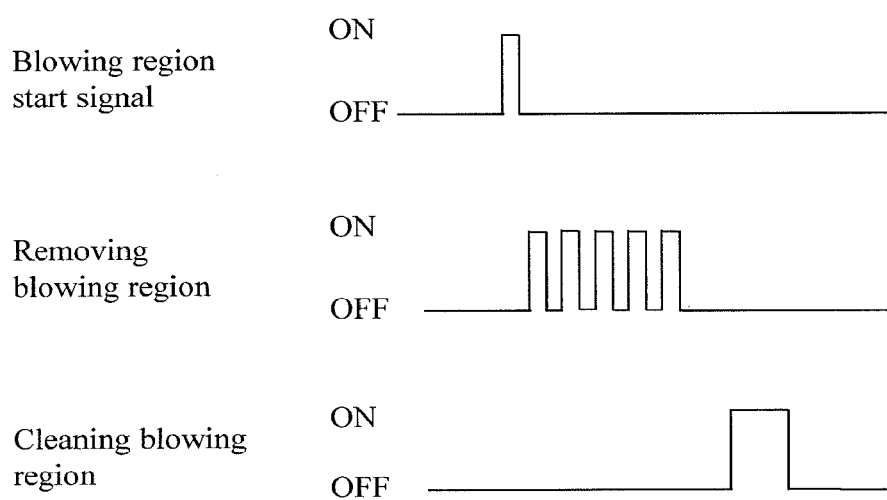 Blowing region
start signal
ON
OFF
Removing
blowing region
ON
OFF
Cleaning blowing
region
ON
OFF